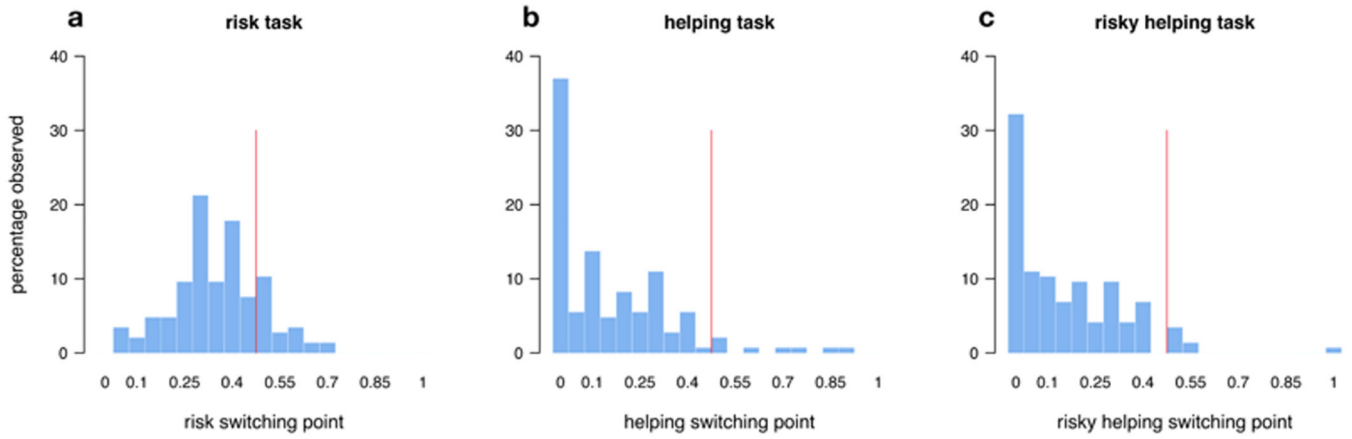 a
risk task
percentage observed
40
30
20
10
0
0 0.1 0.25 0.4 0.55 0.7 0.85 1
risk switching point
b
helping task
40
30
20
10
0
0 0.1 0.25 0.4 0.55 0.7 0.85 1
helping switching point
c
risky helping task
40
30
20
10
0
0 0.1 0.25 0.4 0.55 0.7 0.85 1
risky helping switching point